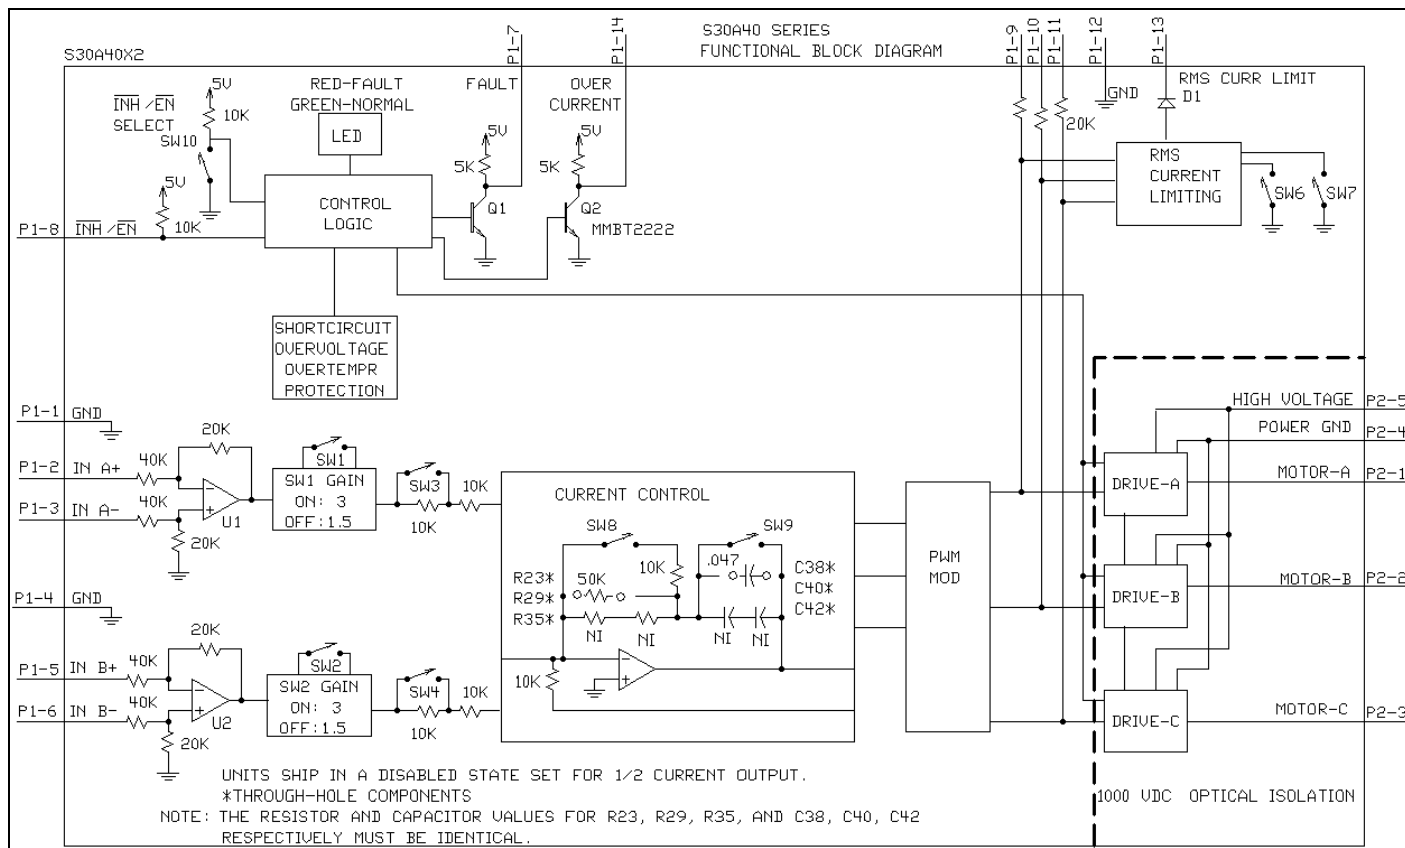 S30A40 SERIES
FUNCTIONAL BLOCK DIAGRAM
S30A40X2
P1-7
P1-14
P1-9
P1-10
P1-11
P1-12
P1-13
5V
10K
INH/EN
SELECT
SW10
RED-FAULT
GREEN-NORMAL
LED
FAULT
OVER
CURRENT
5V
5K
5V
5K
20K
GND
RMS CURR LIMIT
D1
RMS
CURRENT
LIMITING
SW6
SW7
5V
10K
P1-8
INH/EN
CONTROL
LOGIC
Q1
Q2
MMBT2222
SHORTCIRCUIT
OVERVOLTAGE
OVERTEMPR
PROTECTION
P1-1
GND
20K
P1-2
IN A+
40K
P1-3
IN A-
40K
U1
20K
SW1
SW1 GAIN
ON: 3
OFF:1.5
SW3
10K
10K
P1-4
GND
20K
P1-5
IN B+
40K
P1-6
IN B-
40K
U2
20K
SW2
SW2 GAIN
ON: 3
OFF:1.5
SW4
10K
10K
CURRENT CONTROL
SW8
SW9
10K
.047
R23*
R29*
R35*
50K
C38*
C40*
C42*
NI
NI
NI
NI
10K
PWM
MOD
HIGH VOLTAGE
P2-5
POWER GND
P2-4
DRIVE-A
MOTOR-A
P2-1
DRIVE-B
MOTOR-B
P2-2
DRIVE-C
MOTOR-C
P2-3
1000 VDC OPTICAL ISOLATION
UNITS SHIP IN A DISABLED STATE SET FOR 1/2 CURRENT OUTPUT.
*THROUGH-HOLE COMPONENTS
NOTE: THE RESISTOR AND CAPACITOR VALUES FOR R23, R29, R35, AND C38, C40, C42
RESPECTIVELY MUST BE IDENTICAL.